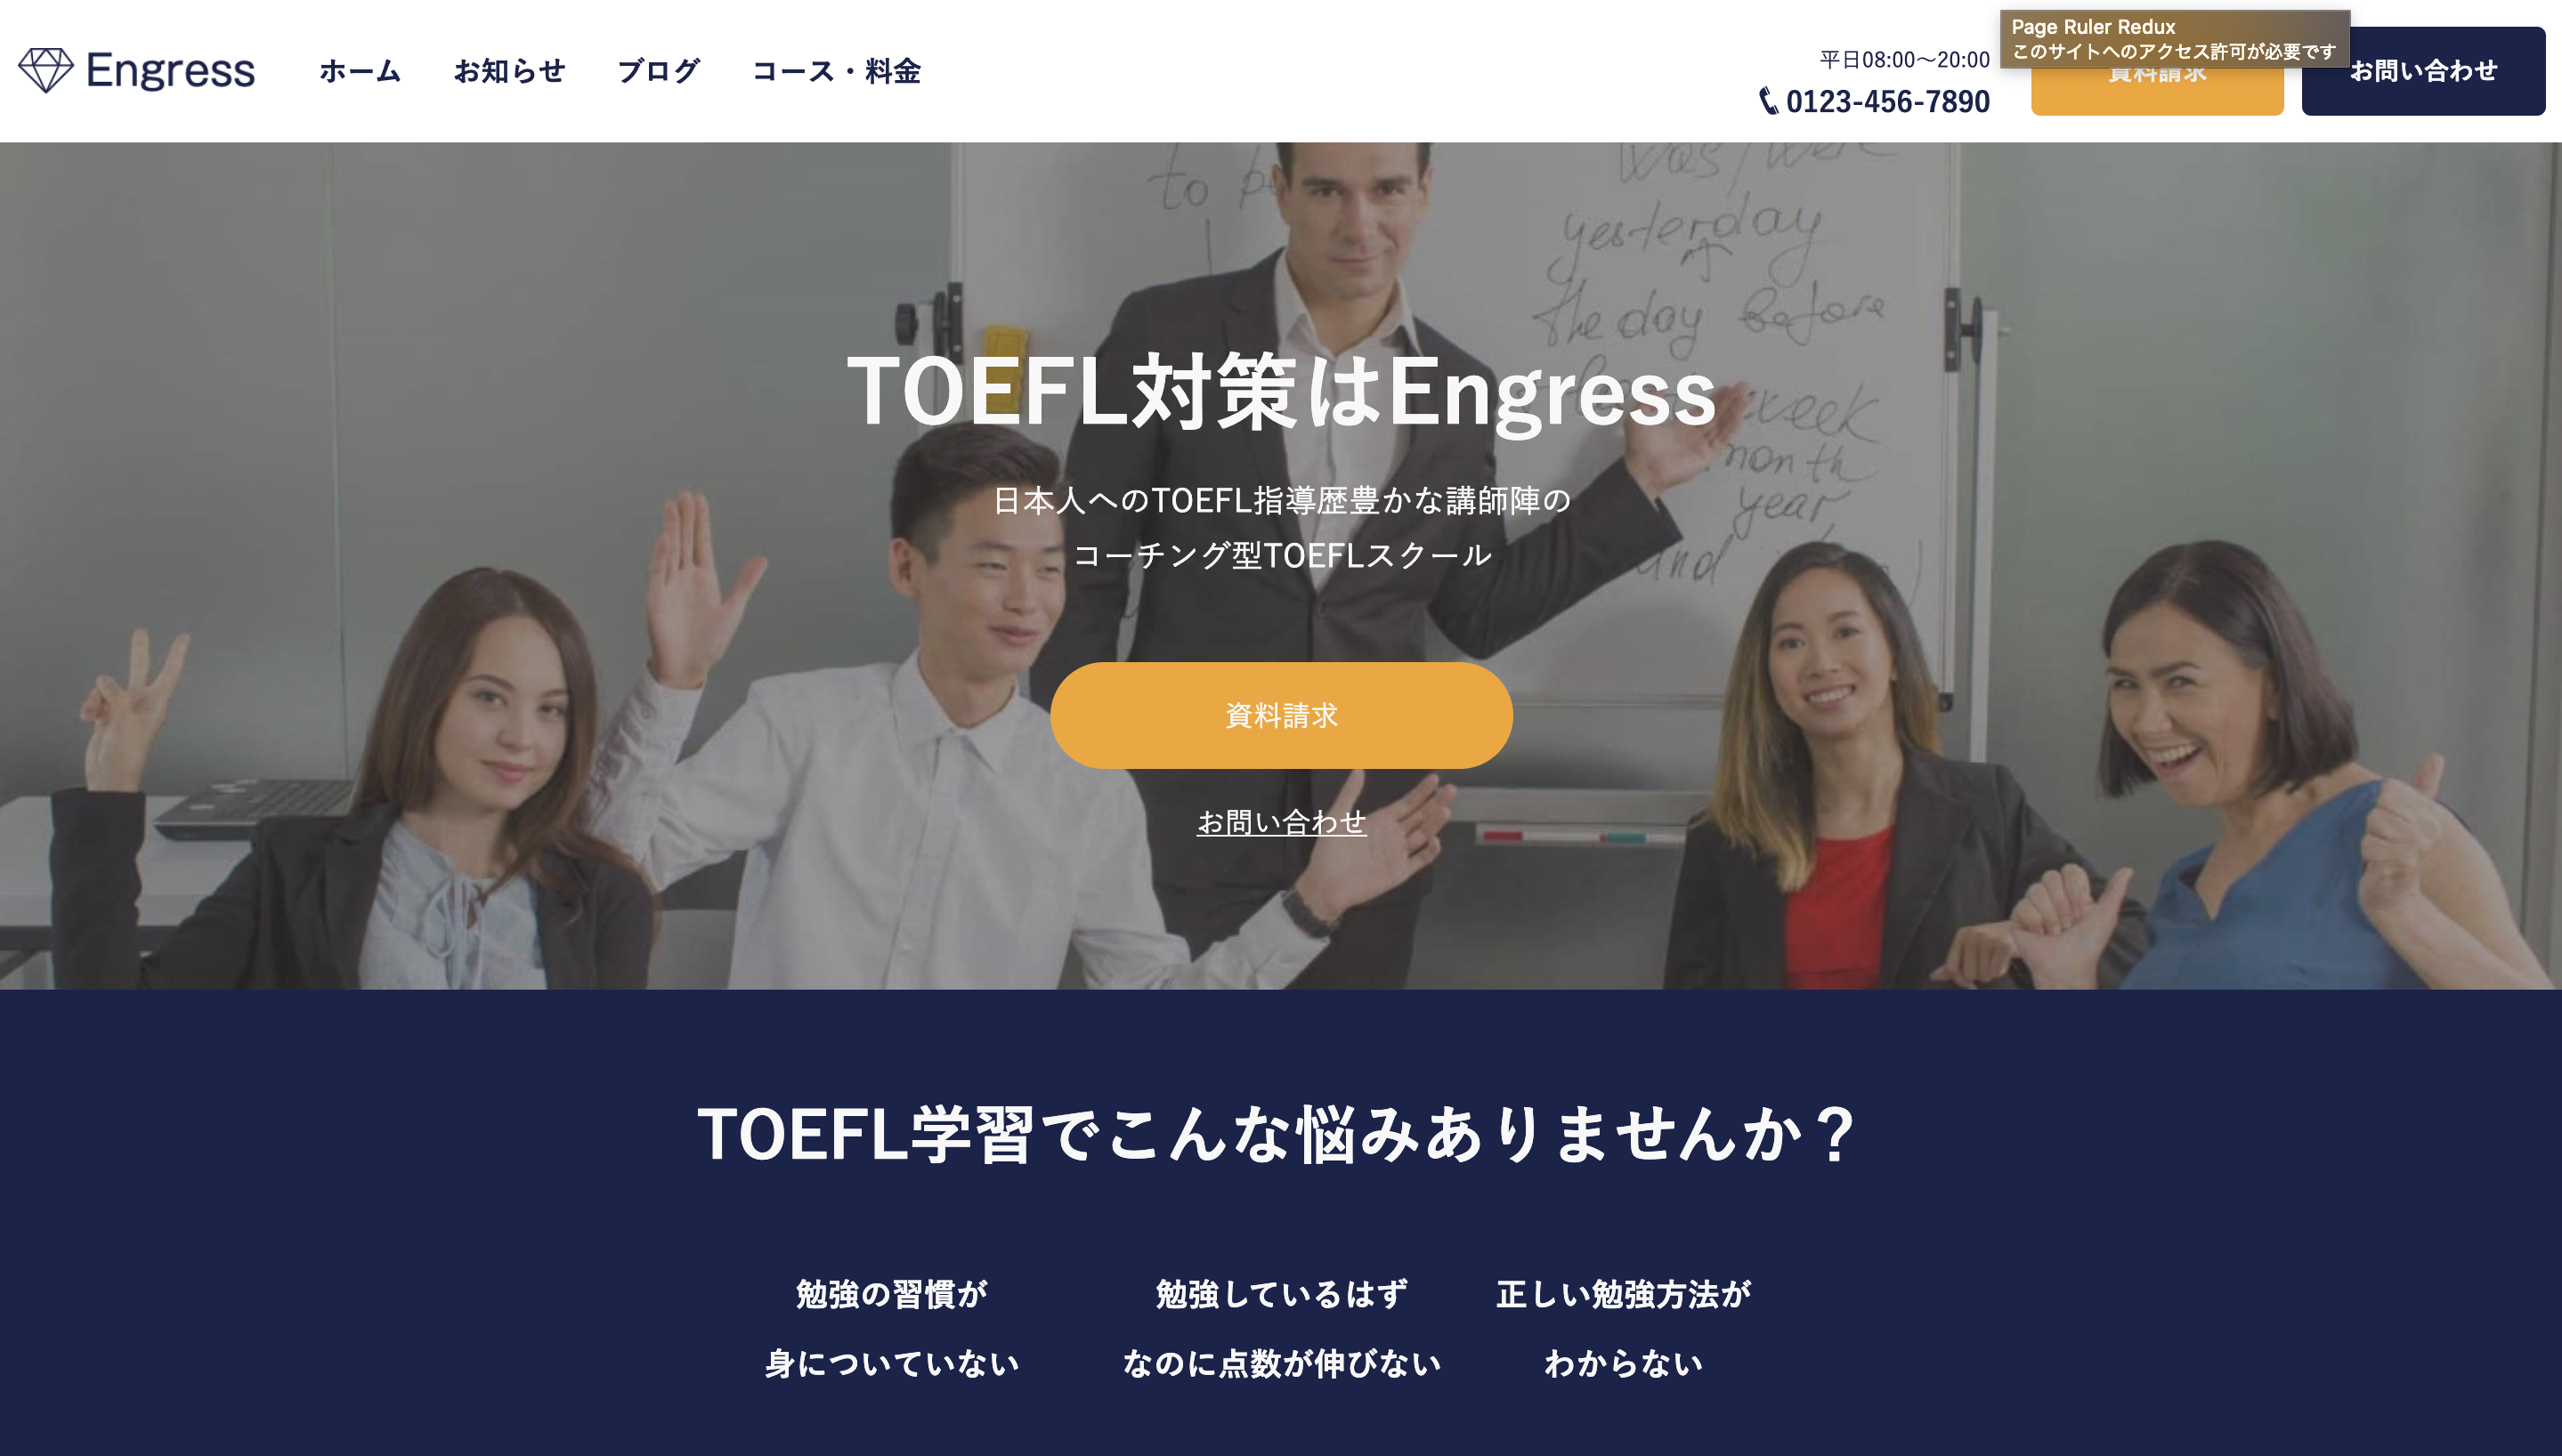 Engress
ホーム
お知らせ
ブログ
コース・料金
平日08:00〜20:00
0123-456-7890
Page Ruler Redux
このサイトへのアクセス許可が必要です
資料請求
お問い合わせ
to
was/were
yesterday
the day before
week
month
year
and
TOEFL対策はEngress
日本人へのTOEFL指導歴豊かな講師陣の
コーチング型TOEFLスクール
資料請求
お問い合わせ
TOEFL学習でこんな悩みありませんか？
勉強の習慣が
身についていない
勉強しているはず
なのに点数が伸びない
正しい勉強方法が
わからない